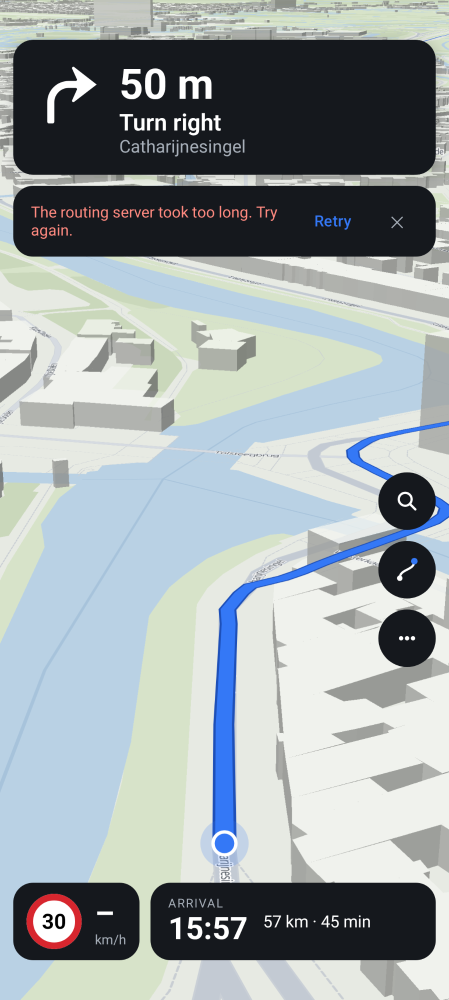 50 m
Turn right
Catharijnesingel
The routing server took too long. Try
again.
Retry
30
–
km/h
ARRIVAL
15:57
57 km · 45 min